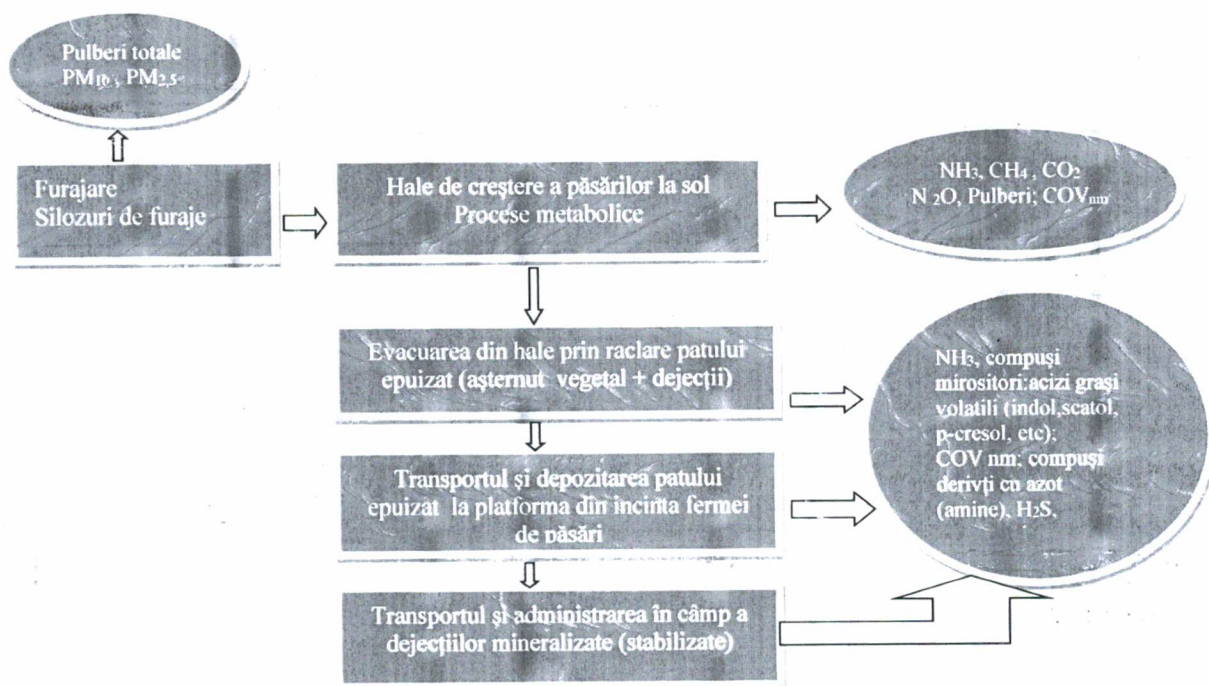 Pulberi totale
PM10 , PM2,5
Furajare
Silozuri de furaje
Hale de creștere a păsărilor la sol
Procese metabolice
NH3, CH4 , CO2
N 2O, Pulberi; COVnm
Evacuarea din hale prin raclare patului
epuizat (așternut vegetal + dejecții)
NH3, compuși
mirositori:acizi grași
volatili (indol,scatol,
p-cresol, etc);
COV nm; compuși
derivți cu azot
(amine), H2S,
Transportul și depozitarea patului
epuizat la platforma din incinta fermei
de păsări
Transportul și administrarea în câmp a
dejecțiilor mineralizate (stabilizate)